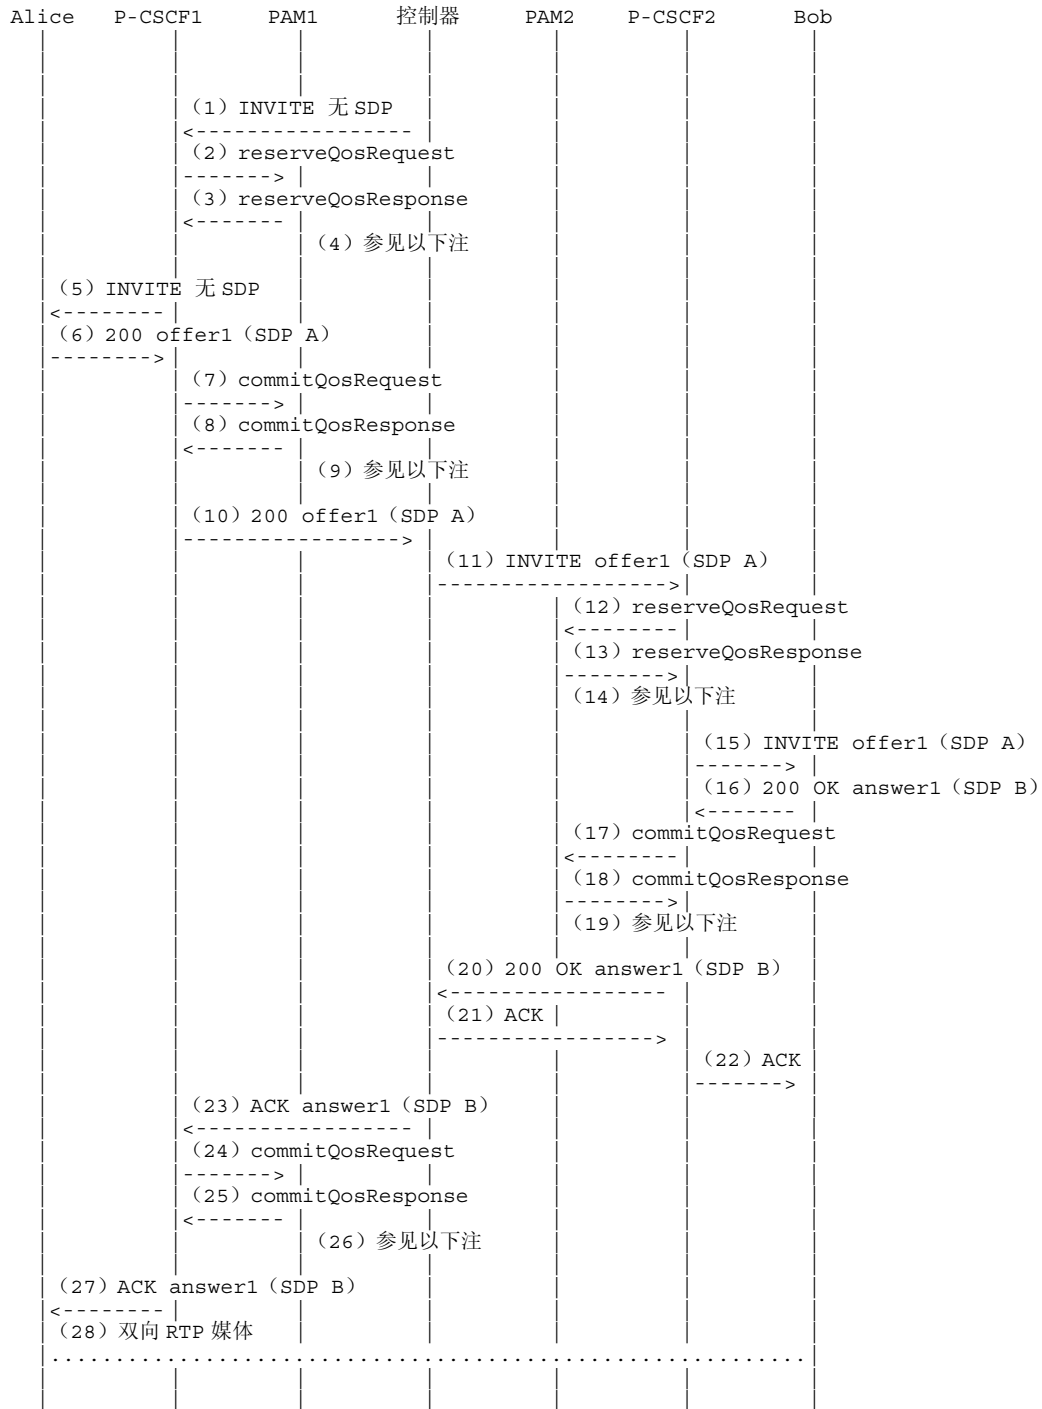 Alice P-CSCF1 PAM1 控制器 PAM2 P-CSCF2 Bob
(1) INVITE 无 SDP
(2) reserveQosRequest
(3) reserveQosResponse
(4) 参见以下注
(5) INVITE 无 SDP
(6) 200 offer1 (SDP A)
(7) commitQosRequest
(8) commitQosResponse
(9) 参见以下注
(10) 200 offer1 (SDP A)
(11) INVITE offer1 (SDP A)
(12) reserveQosRequest
(13) reserveQosResponse
(14) 参见以下注
(15) INVITE offer1 (SDP A)
(16) 200 OK answer1 (SDP B)
(17) commitQosRequest
(18) commitQosResponse
(19) 参见以下注
(20) 200 OK answer1 (SDP B)
(21) ACK
(22) ACK
(23) ACK answer1 (SDP B)
(24) commitQosRequest
(25) commitQosResponse
(26) 参见以下注
(27) ACK answer1 (SDP B)
(28) 双向 RTP 媒体